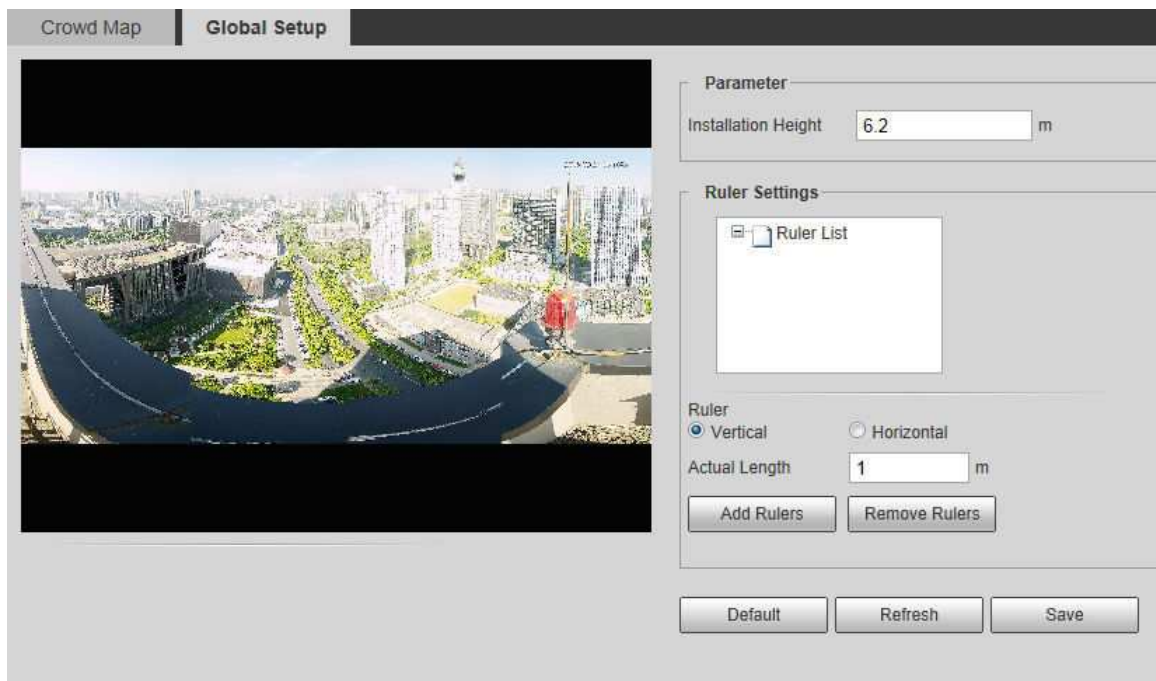 Crowd Map
Global Setup
Parameter
Installation Height 6.2 m
Ruler Settings
Ruler List
Ruler
Vertical Horizontal
Actual Length 1 m
Add Rulers Remove Rulers
Default Refresh Save